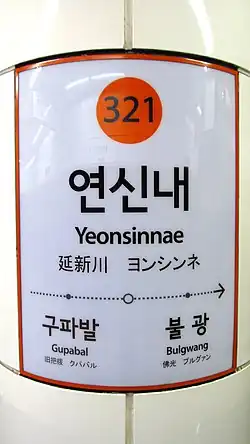 321
연신내
Yeonsinnae
延新川 ヨンシンネ
구파발 불광
Gupabal Bulgwang
旧把撥 クパバル 佛光 プルグァン